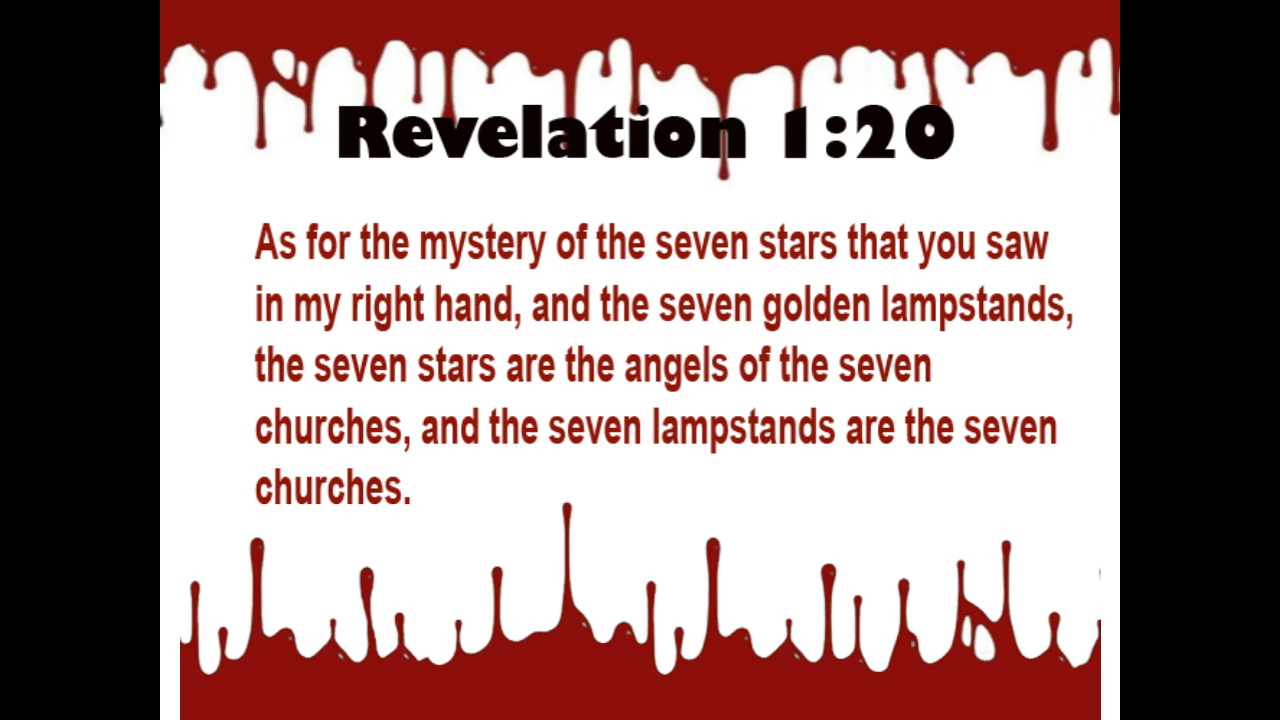 Revelation 1:20
As for the mystery of the seven stars that you saw
in my right hand, and the seven golden lampstands,
the seven stars are the angels of the seven
churches, and the seven lampstands are the seven
churches.